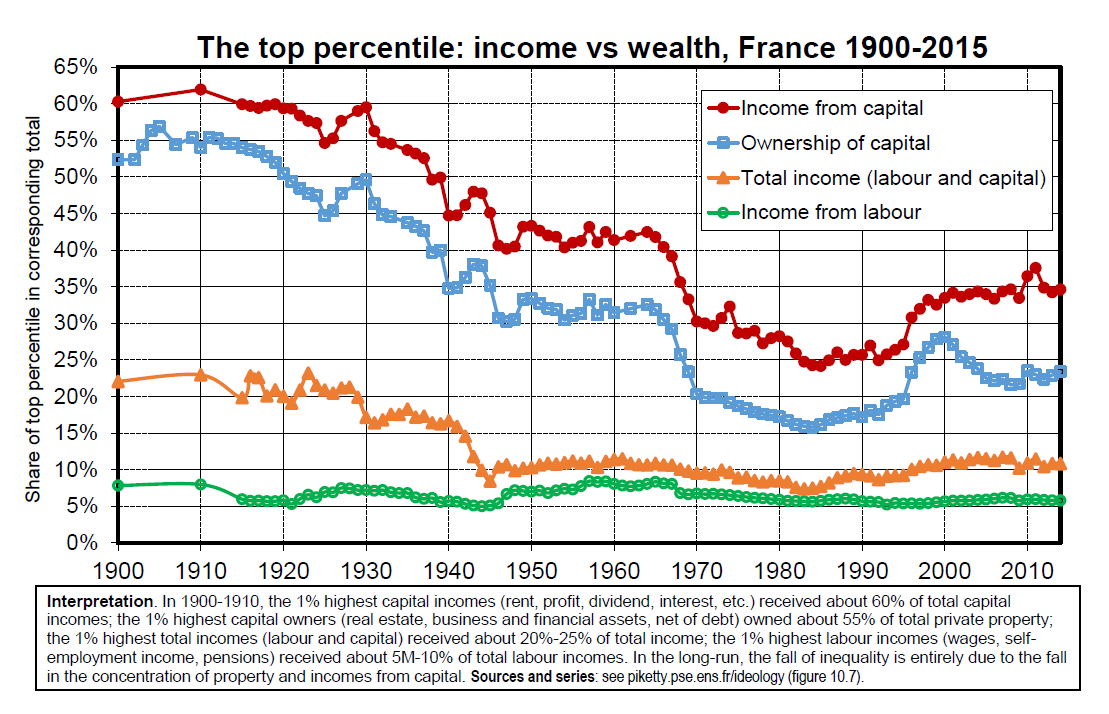 The top percentile: income vs wealth, France 1900-2015
Share of top percentile in corresponding total
65%
60%
55%
50%
45%
40%
35%
30%
25%
20%
15%
10%
5%
0%
Income from capital
Ownership of capital
Total income (labour and capital)
Income from labour
1900 1910 1920 1930 1940 1950 1960 1970 1980 1990 2000 2010
Interpretation. In 1900-1910, the 1% highest capital incomes (rent, profit, dividend, interest, etc.) received about 60% of total capital
incomes; the 1% highest capital owners (real estate, business and financial assets, net of debt) owned about 55% of total private property;
the 1% highest total incomes (labour and capital) received about 20%-25% of total income; the 1% highest labour incomes (wages, self-
employment income, pensions) received about 5M-10% of total labour incomes. In the long-run, the fall of inequality is entirely due to the fall
in the concentration of property and incomes from capital. Sources and series: see piketty.pse.ens.fr/ideology (figure 10.7).